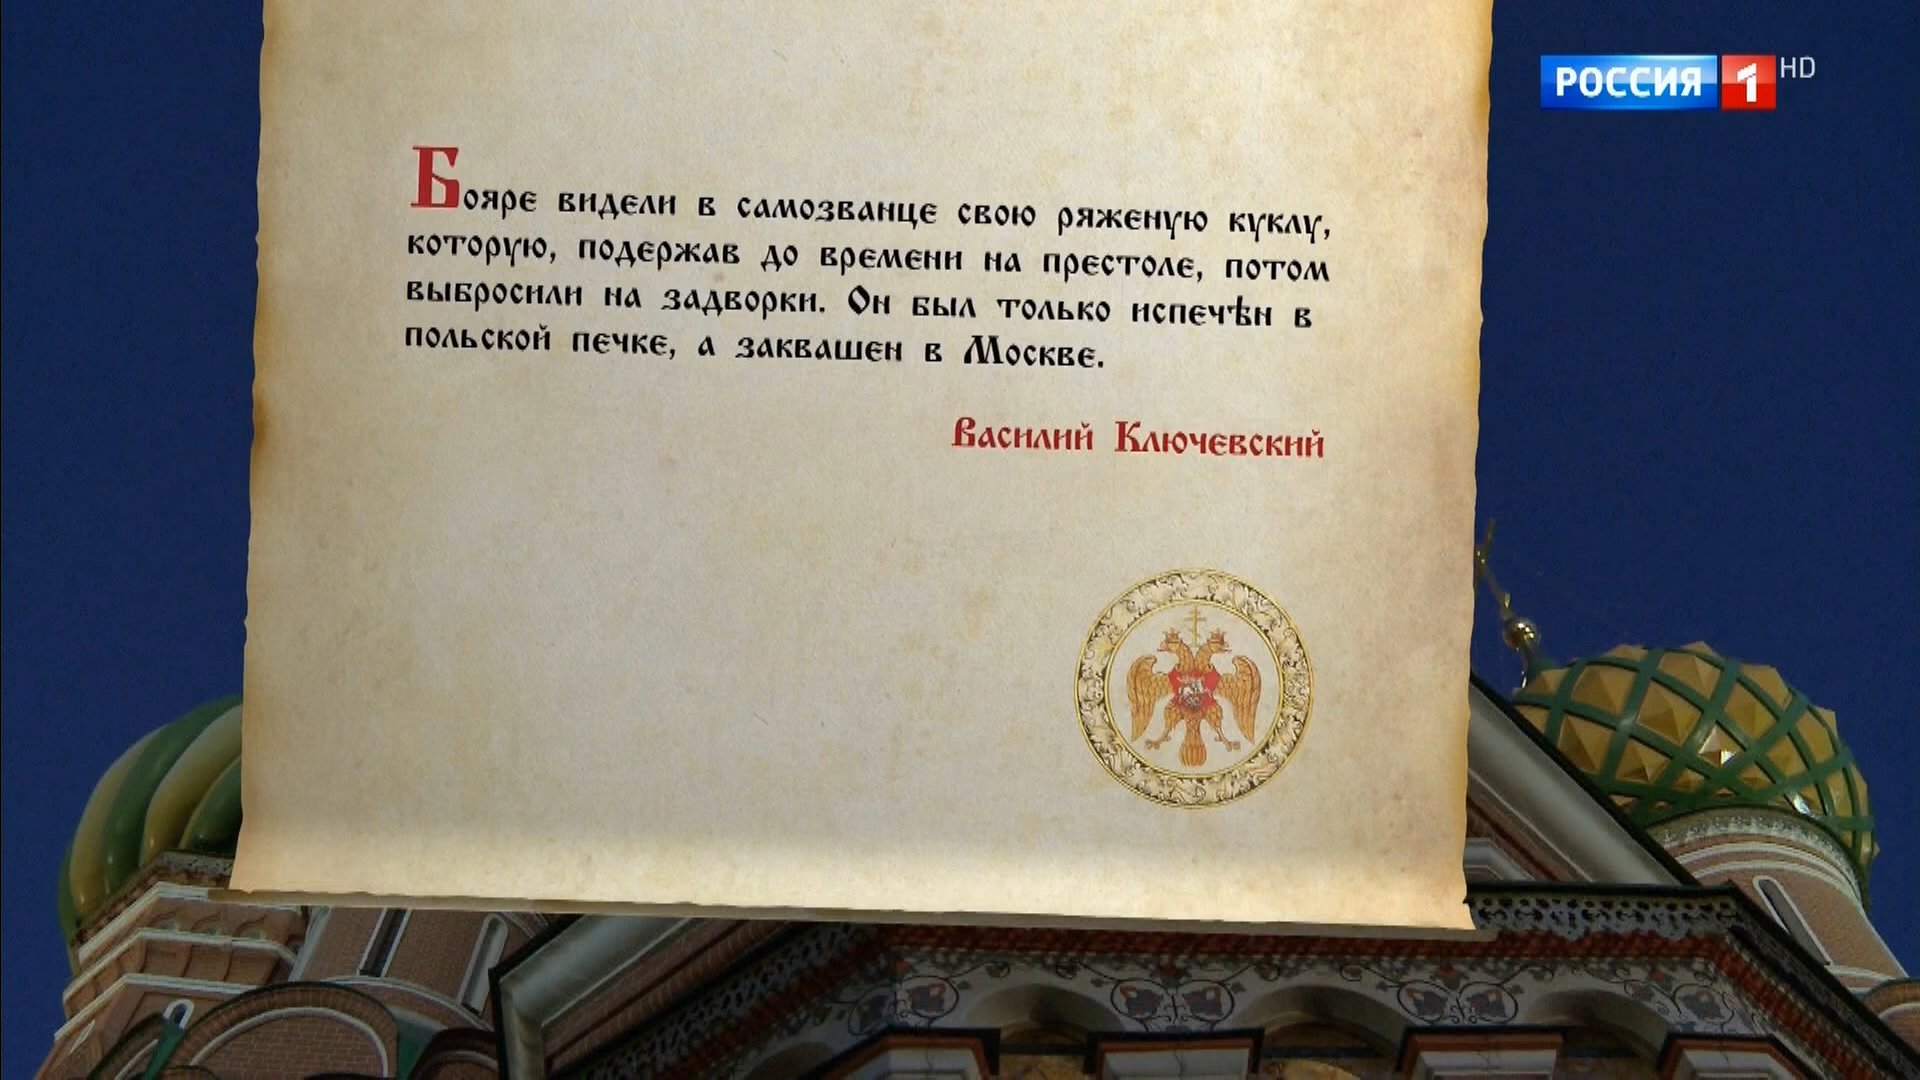 РОССИЯ 1 HD
Бояре видели в самозванце свою ряженую куклу,
которую, подержав до времени на престоле, потом
выбросили на задворки. Он был только испечѣн в
польской печке, а заквашен в Москве.
Василий Ключевский